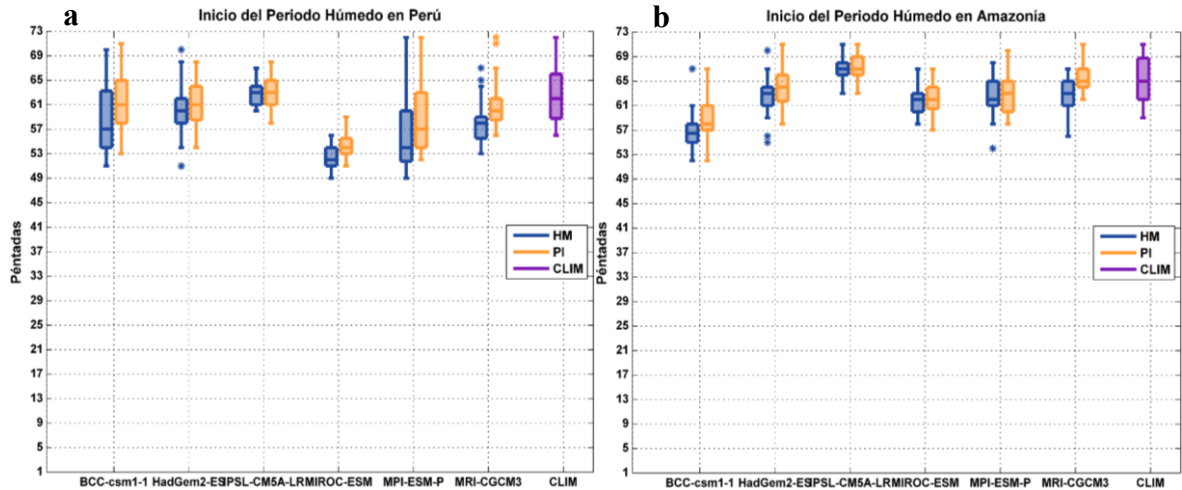 a
Inicio del Periodo Húmedo en Perú
Péntadas
73
69
65
61
57
53
49
45
41
37
33
29
25
21
17
13
9
5
1
HM
PI
CLIM
BCC-csm1-1 HadGem2-ES IPSL-CM5A-LR MIROC-ESM MPI-ESM-P MRI-CGCM3 CLIM
b
Inicio del Periodo Húmedo en Amazonía
Péntadas
73
69
65
61
57
53
49
45
41
37
33
29
25
21
17
13
9
5
1
HM
PI
CLIM
BCC-csm1-1 HadGem2-ES IPSL-CM5A-LR MIROC-ESM MPI-ESM-P MRI-CGCM3 CLIM